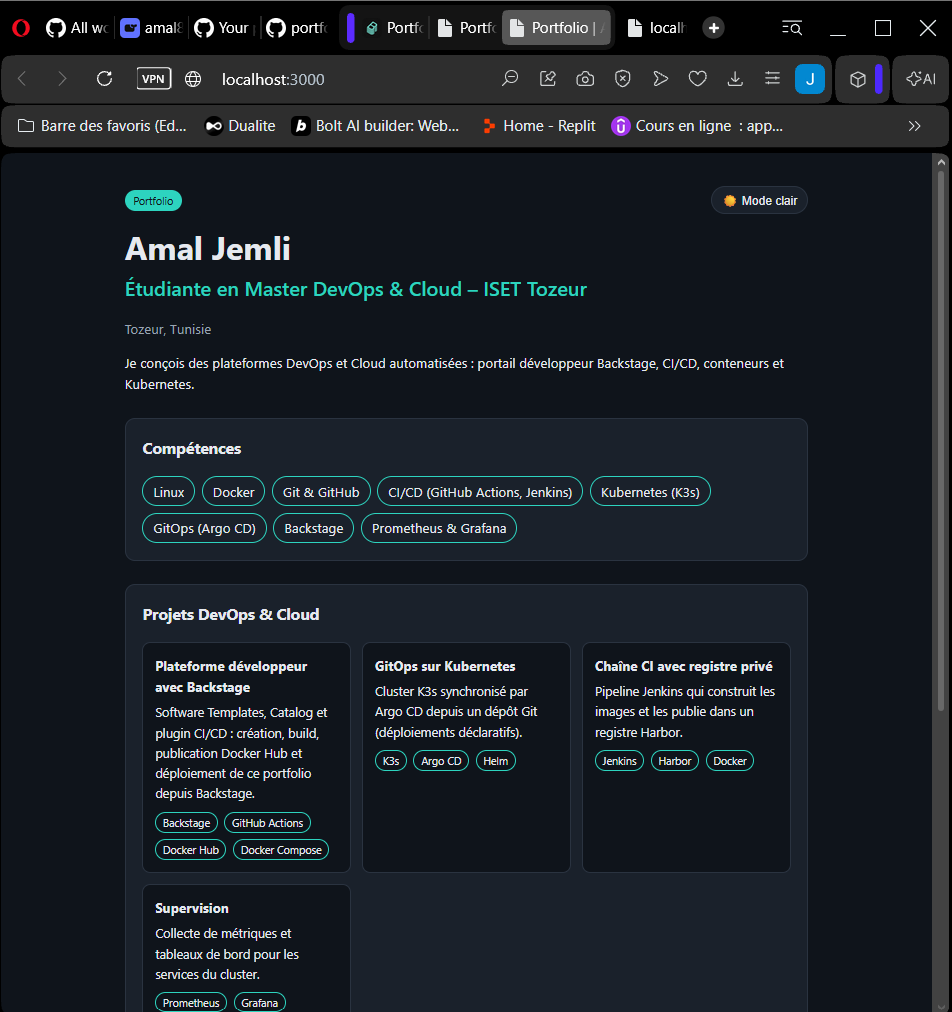 All wo
amal8
Your
portfo
Portfo
Portfo
Portfolio | A
localh
VPN
localhost:3000
J
AI
Barre des favoris (Ed...
Dualite
Bolt AI builder: Web...
Home - Replit
Cours en ligne : app...
Portfolio
Mode clair
Amal Jemli
Étudiante en Master DevOps & Cloud – ISET Tozeur
Tozeur, Tunisie
Je conçois des plateformes DevOps et Cloud automatisées : portail développeur Backstage, CI/CD, conteneurs et
Kubernetes.
Compétences
Linux
Docker
Git & GitHub
CI/CD (GitHub Actions, Jenkins)
Kubernetes (K3s)
GitOps (Argo CD)
Backstage
Prometheus & Grafana
Projets DevOps & Cloud
Plateforme développeur
avec Backstage
Software Templates, Catalog et
plugin CI/CD : création, build,
publication Docker Hub et
déploiement de ce portfolio
depuis Backstage.
Backstage
GitHub Actions
Docker Hub
Docker Compose
GitOps sur Kubernetes
Cluster K3s synchronisé par
Argo CD depuis un dépôt Git
(déploiements déclaratifs).
K3s
Argo CD
Helm
Chaîne CI avec registre privé
Pipeline Jenkins qui construit les
images et les publie dans un
registre Harbor.
Jenkins
Harbor
Docker
Supervision
Collecte de métriques et
tableaux de bord pour les
services du cluster.
Prometheus
Grafana